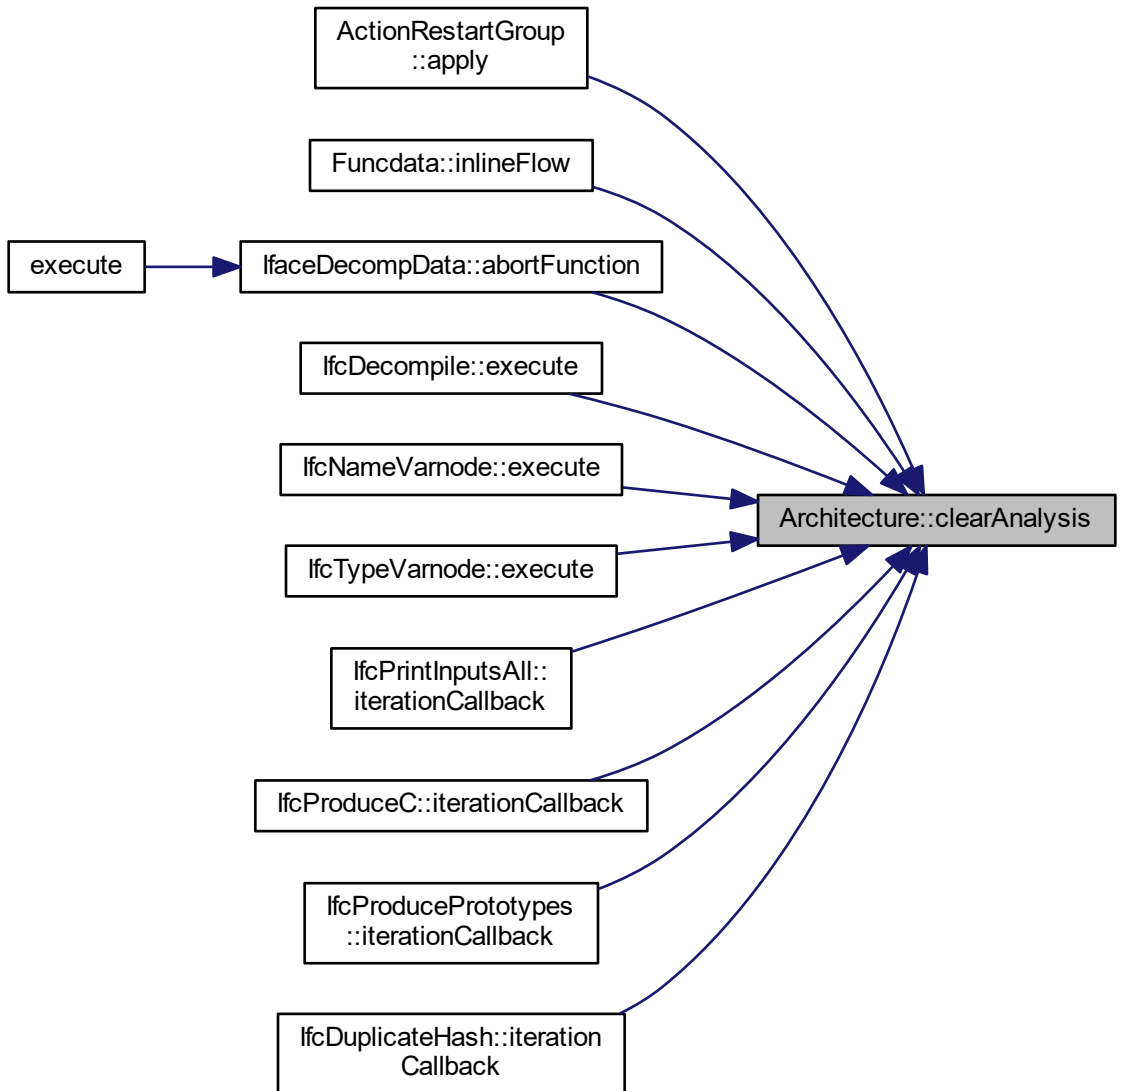 ActionRestartGroup
::apply
Funcdata::inlineFlow
execute
IfaceDecompData::abortFunction
IfcDecompile::execute
IfcNameVarnode::execute
Architecture::clearAnalysis
IfcTypeVarnode::execute
IfcPrintInputsAll::
iterationCallback
IfcProduceC::iterationCallback
IfcProducePrototypes
::iterationCallback
IfcDuplicateHash::iteration
Callback